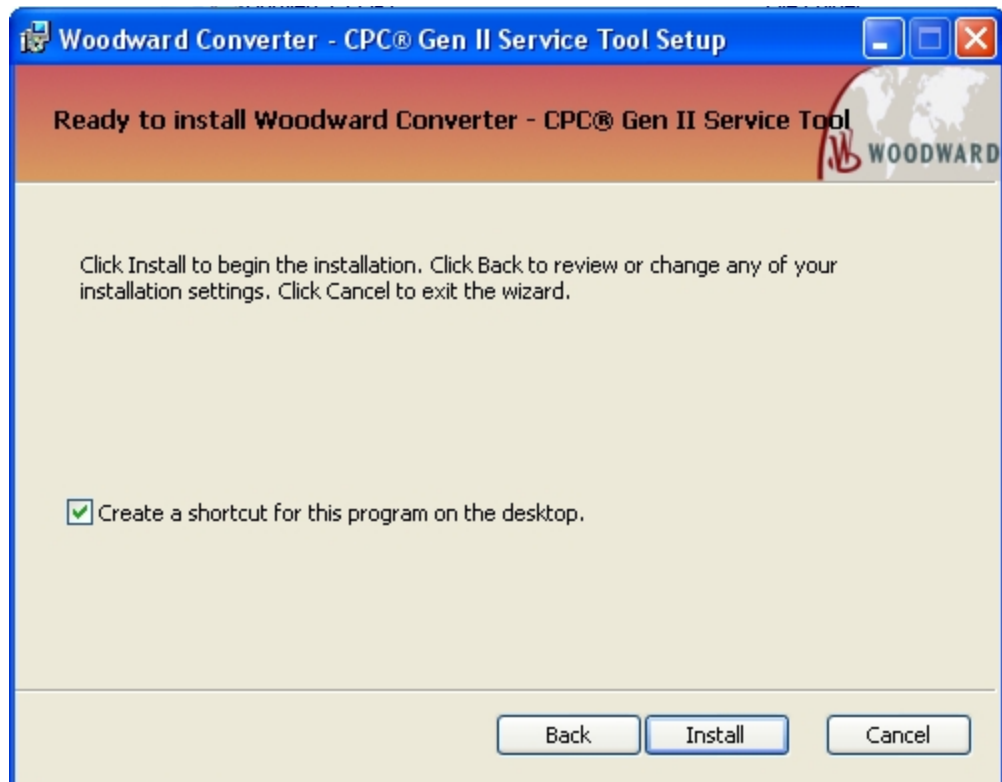 Woodward Converter - CPC® Gen II Service Tool Setup
Ready to install Woodward Converter - CPC® Gen II Service Tool
WOODWARD
Click Install to begin the installation. Click Back to review or change any of your
installation settings. Click Cancel to exit the wizard.
Create a shortcut for this program on the desktop.
Back
Install
Cancel